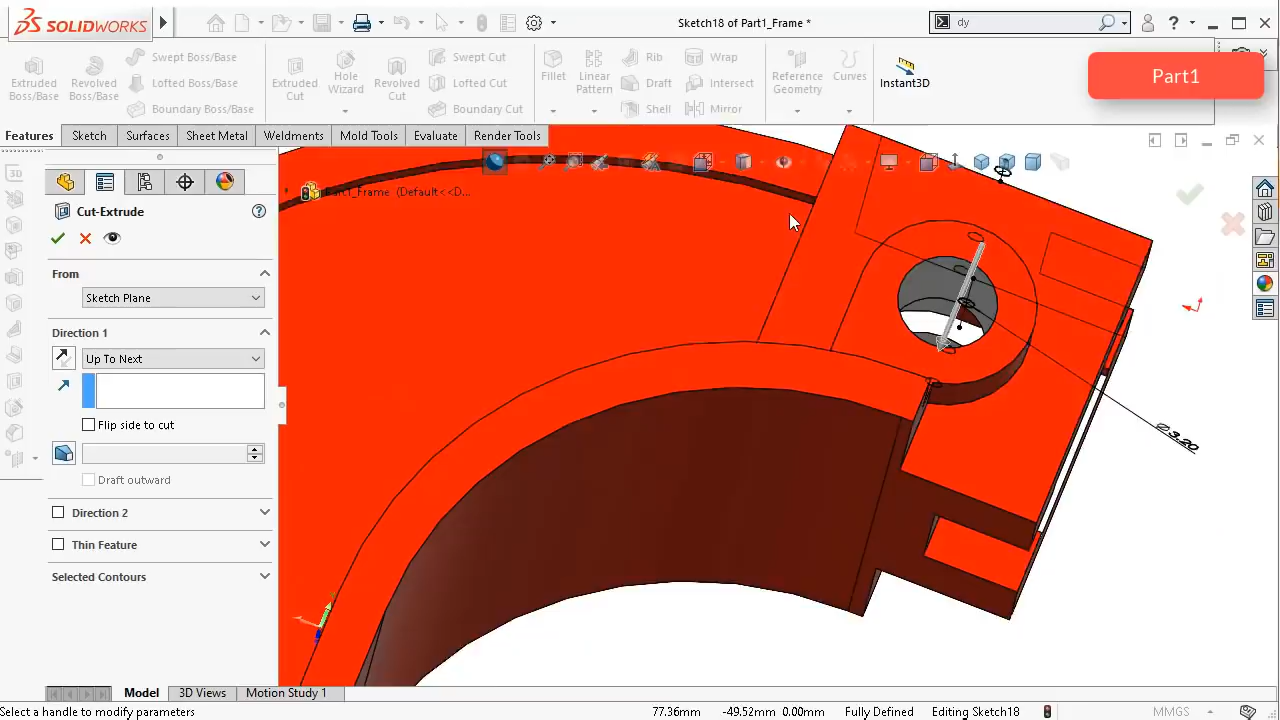 SOLIDWORKS
Sketch18 of Part1_Frame *
dy
Part1
Extruded Boss/Base
Revolved Boss/Base
Swept Boss/Base
Lofted Boss/Base
Boundary Boss/Base
Extruded Cut
Hole Wizard
Revolved Cut
Swept Cut
Lofted Cut
Boundary Cut
Fillet
Linear Pattern
Rib
Draft
Shell
Wrap
Intersect
Mirror
Reference Geometry
Curves
Instant3D
Features
Sketch
Surfaces
Sheet Metal
Weldments
Mold Tools
Evaluate
Render Tools
Part1_Frame (Default<<D...
Cut-Extrude
From
Sketch Plane
Direction 1
Up To Next
Flip side to cut
Draft outward
Direction 2
Thin Feature
Selected Contours
⌀3.20
Model
3D Views
Motion Study 1
Select a handle to modify parameters
77.36mm
-49.52mm
0.00mm
Fully Defined
Editing Sketch18
MMGS